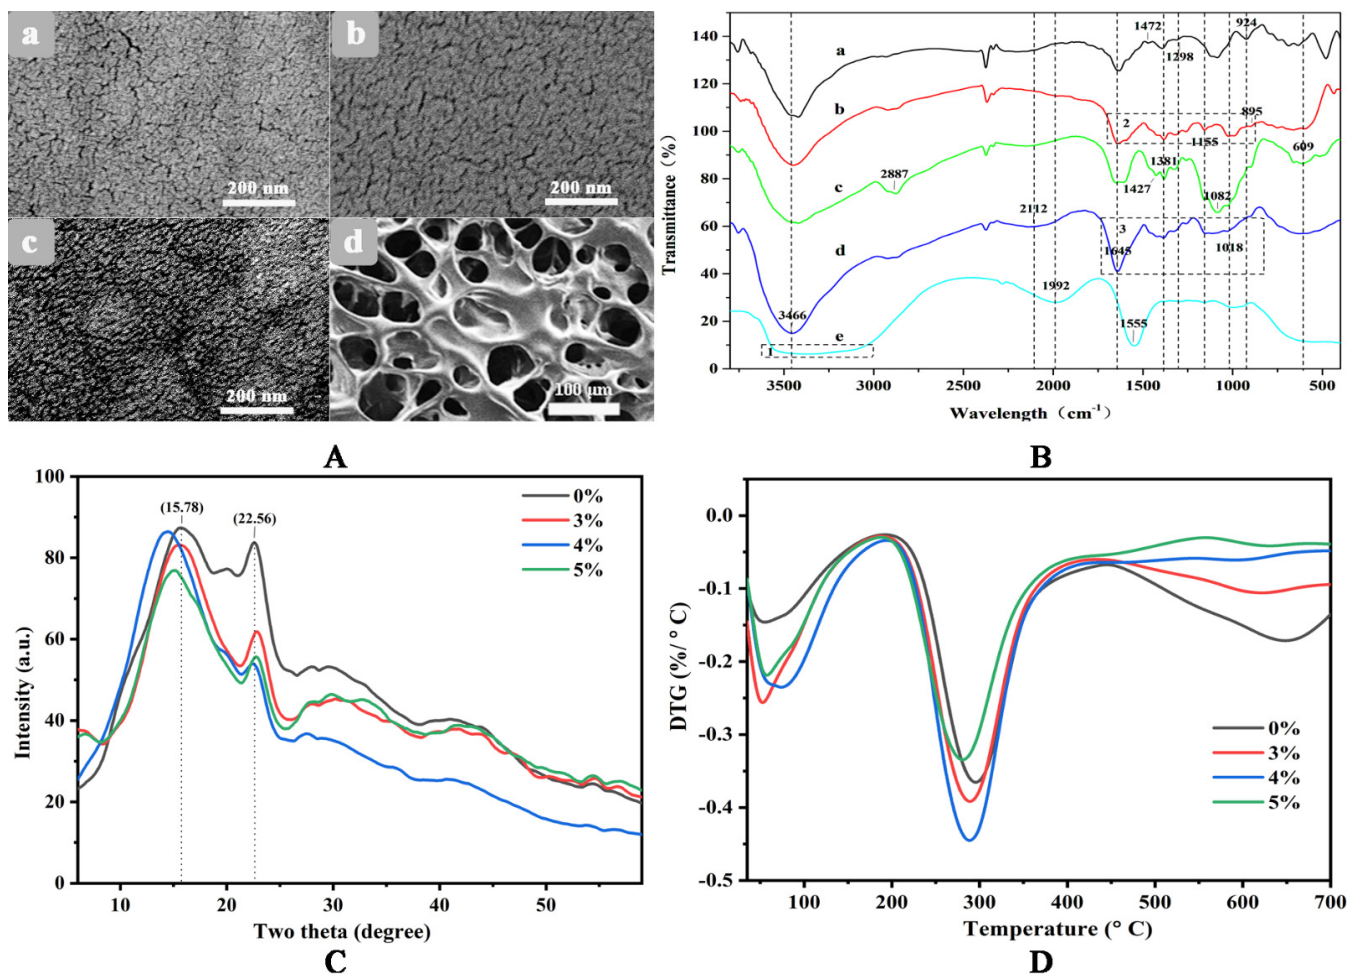 a
200 nm
b
200 nm
c
200 nm
d
100 um
A
Transmittance (%)
140
120
100
80
60
40
20
0
3500
3000
2500
2000
1500
1000
500
Wavelength (cm⁻¹)
a
b
c
d
e
1472
924
1298
2
895
1155
609
2887
1381
1427
1082
2112
3
1645
1018
1992
3466
1555
1
B
Intensity (a.u.)
100
80
60
40
20
0
10
20
30
40
50
Two theta (degree)
(15.78)
(22.56)
0%
3%
4%
5%
C
DTG (%/ ° C)
0.0
-0.1
-0.2
-0.3
-0.4
-0.5
100
200
300
400
500
600
700
Temperature (° C)
0%
3%
4%
5%
D